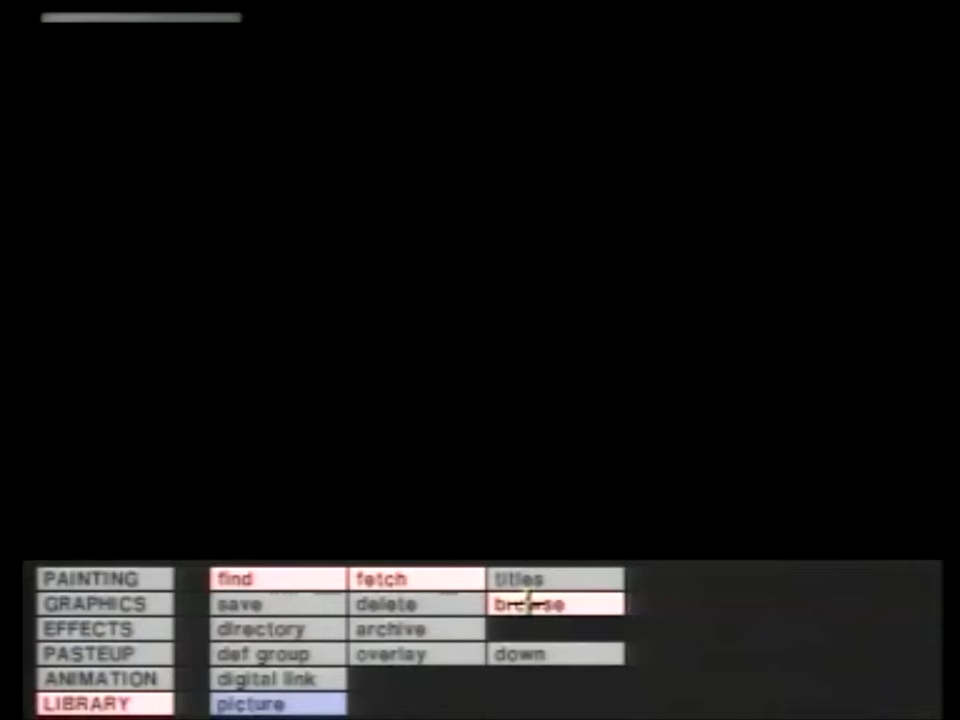 PAINTING find fetch titles
GRAPHICS save delete browse
EFFECTS directory archive
PASTEUP def group overlay down
ANIMATION digital link
LIBRARY picture